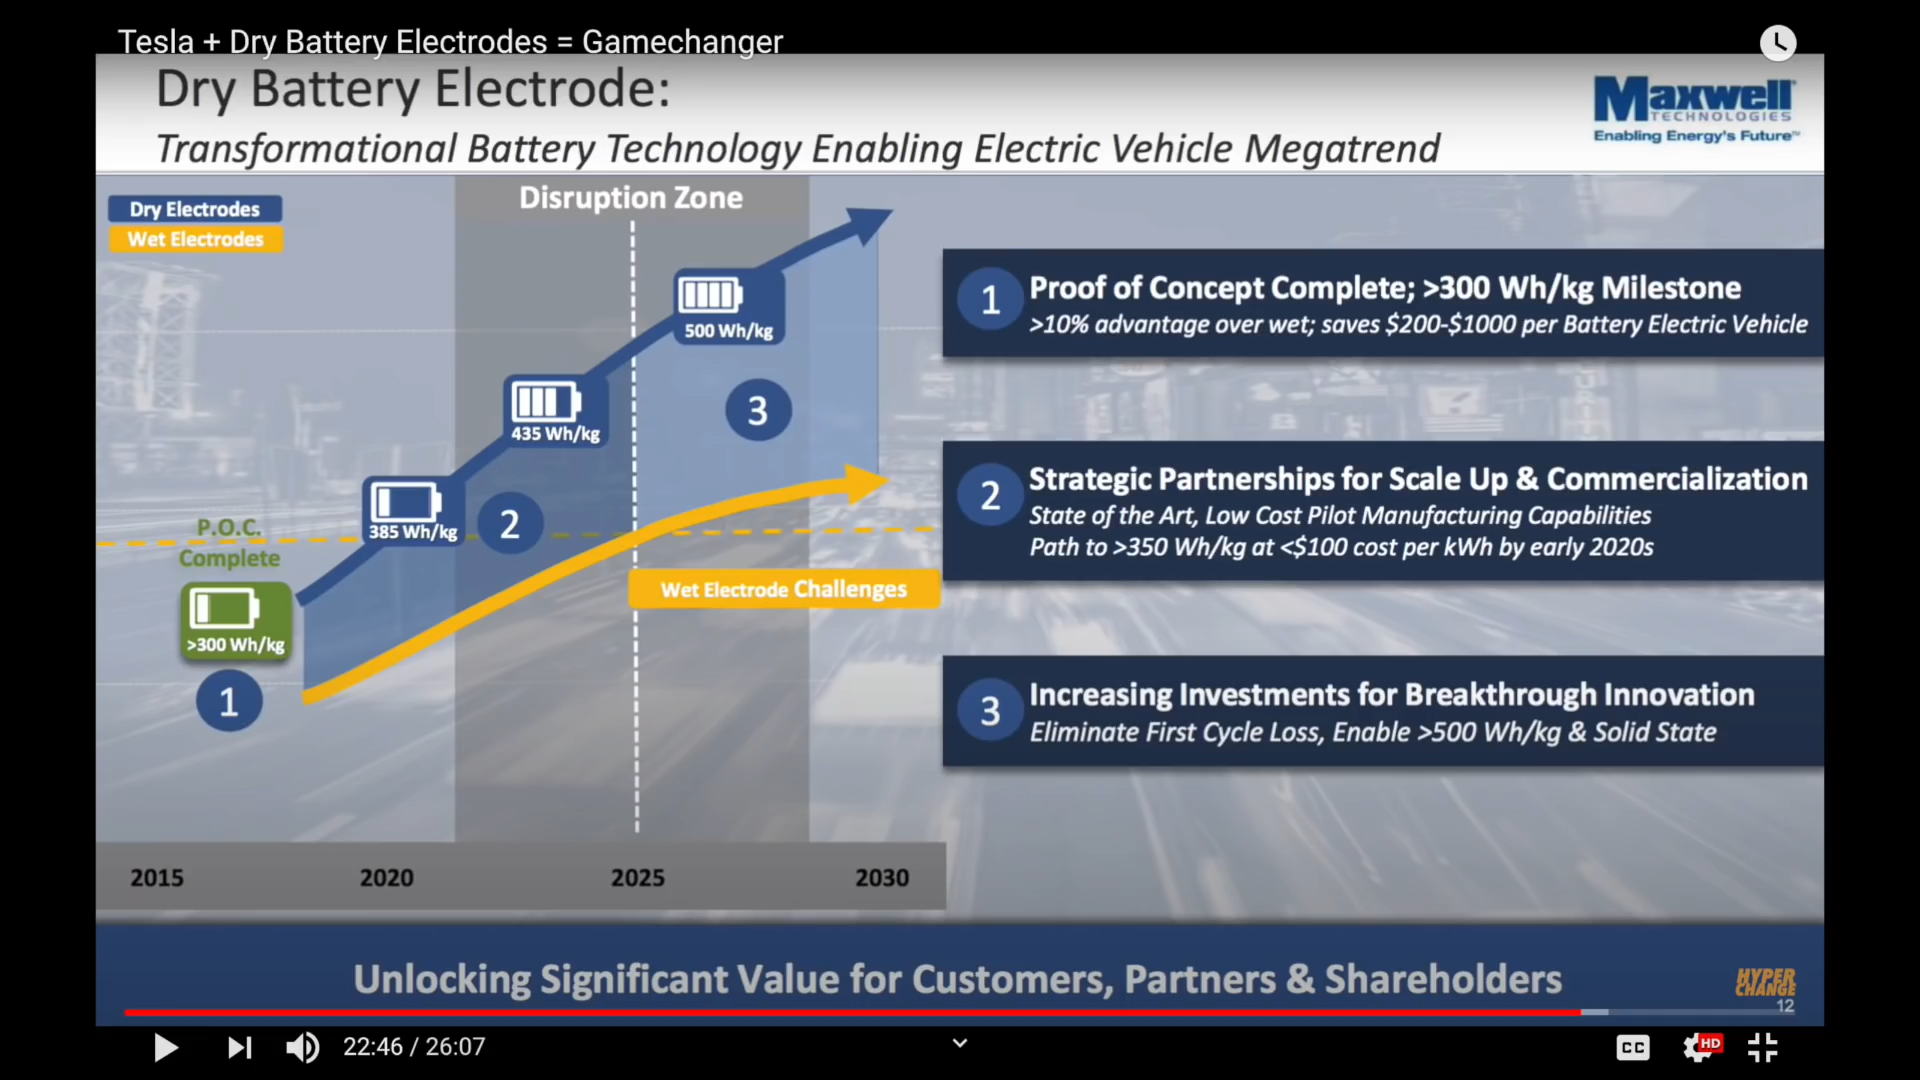 Tesla + Dry Battery Electrodes = Gamechanger
Dry Battery Electrode:
Transformational Battery Technology Enabling Electric Vehicle Megatrend
Maxwell
TECHNOLOGIES
Enabling Energy's Future™
Dry Electrodes
Wet Electrodes
Disruption Zone
500 Wh/kg
3
435 Wh/kg
385 Wh/kg
2
P.O.C.
Complete
>300 Wh/kg
1
Wet Electrode Challenges
1
Proof of Concept Complete; >300 Wh/kg Milestone
>10% advantage over wet; saves $200-$1000 per Battery Electric Vehicle
2
Strategic Partnerships for Scale Up & Commercialization
State of the Art, Low Cost Pilot Manufacturing Capabilities
Path to >350 Wh/kg at <$100 cost per kWh by early 2020s
3
Increasing Investments for Breakthrough Innovation
Eliminate First Cycle Loss, Enable >500 Wh/kg & Solid State
2015 2020 2025 2030
Unlocking Significant Value for Customers, Partners & Shareholders
HYPER
CHANGE
12
22:46 / 26:07
CC
HD